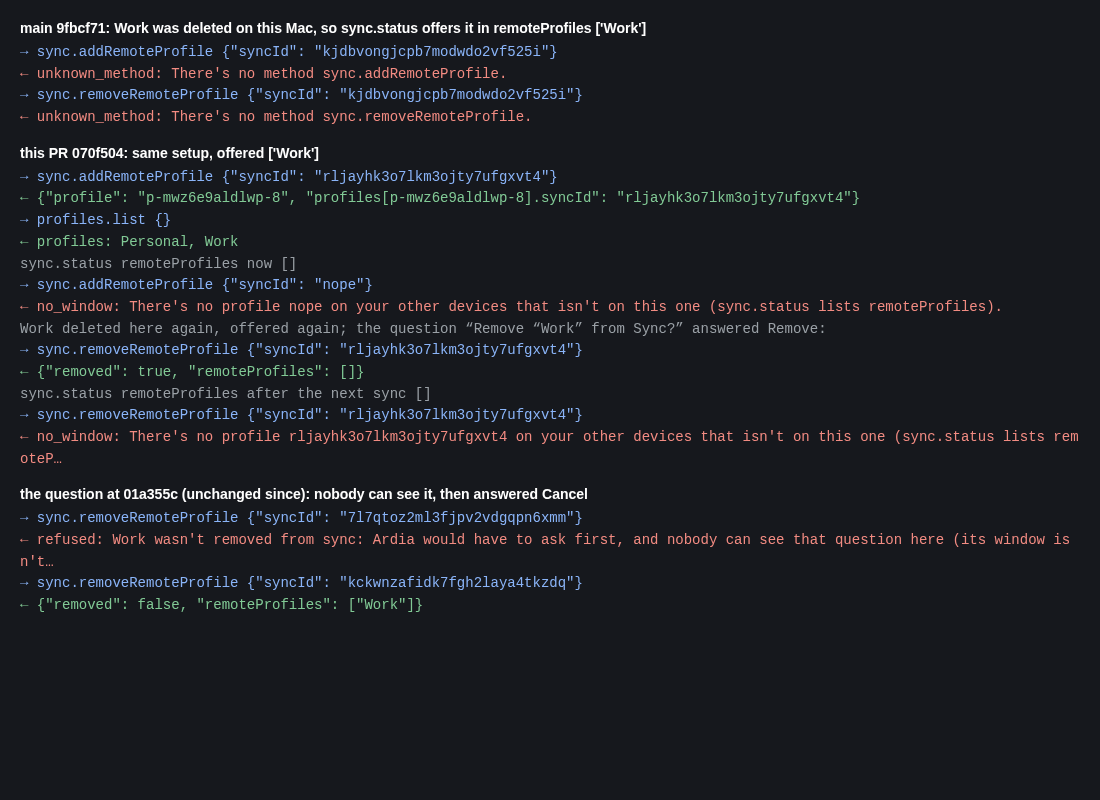 main 9fbcf71: Work was deleted on this Mac, so sync.status offers it in remoteProfiles ['Work']
→ sync.addRemoteProfile {"syncId": "kjdbvongjcpb7modwdo2vf525i"}
← unknown_method: There's no method sync.addRemoteProfile.
→ sync.removeRemoteProfile {"syncId": "kjdbvongjcpb7modwdo2vf525i"}
← unknown_method: There's no method sync.removeRemoteProfile.
this PR 070f504: same setup, offered ['Work']
→ sync.addRemoteProfile {"syncId": "rljayhk3o7lkm3ojty7ufgxvt4"}
← {"profile": "p-mwz6e9aldlwp-8", "profiles[p-mwz6e9aldlwp-8].syncId": "rljayhk3o7lkm3ojty7ufgxvt4"}
→ profiles.list {}
← profiles: Personal, Work
sync.status remoteProfiles now []
→ sync.addRemoteProfile {"syncId": "nope"}
← no_window: There's no profile nope on your other devices that isn't on this one (sync.status lists remoteProfiles).
Work deleted here again, offered again; the question “Remove “Work” from Sync?” answered Remove:
→ sync.removeRemoteProfile {"syncId": "rljayhk3o7lkm3ojty7ufgxvt4"}
← {"removed": true, "remoteProfiles": []}
sync.status remoteProfiles after the next sync []
→ sync.removeRemoteProfile {"syncId": "rljayhk3o7lkm3ojty7ufgxvt4"}
← no_window: There's no profile rljayhk3o7lkm3ojty7ufgxvt4 on your other devices that isn't on this one (sync.status lists rem
oteP…
the question at 01a355c (unchanged since): nobody can see it, then answered Cancel
→ sync.removeRemoteProfile {"syncId": "7l7qtoz2ml3fjpv2vdgqpn6xmm"}
← refused: Work wasn't removed from sync: Ardia would have to ask first, and nobody can see that question here (its window is
n't…
→ sync.removeRemoteProfile {"syncId": "kckwnzafidk7fgh2laya4tkzdq"}
← {"removed": false, "remoteProfiles": ["Work"]}